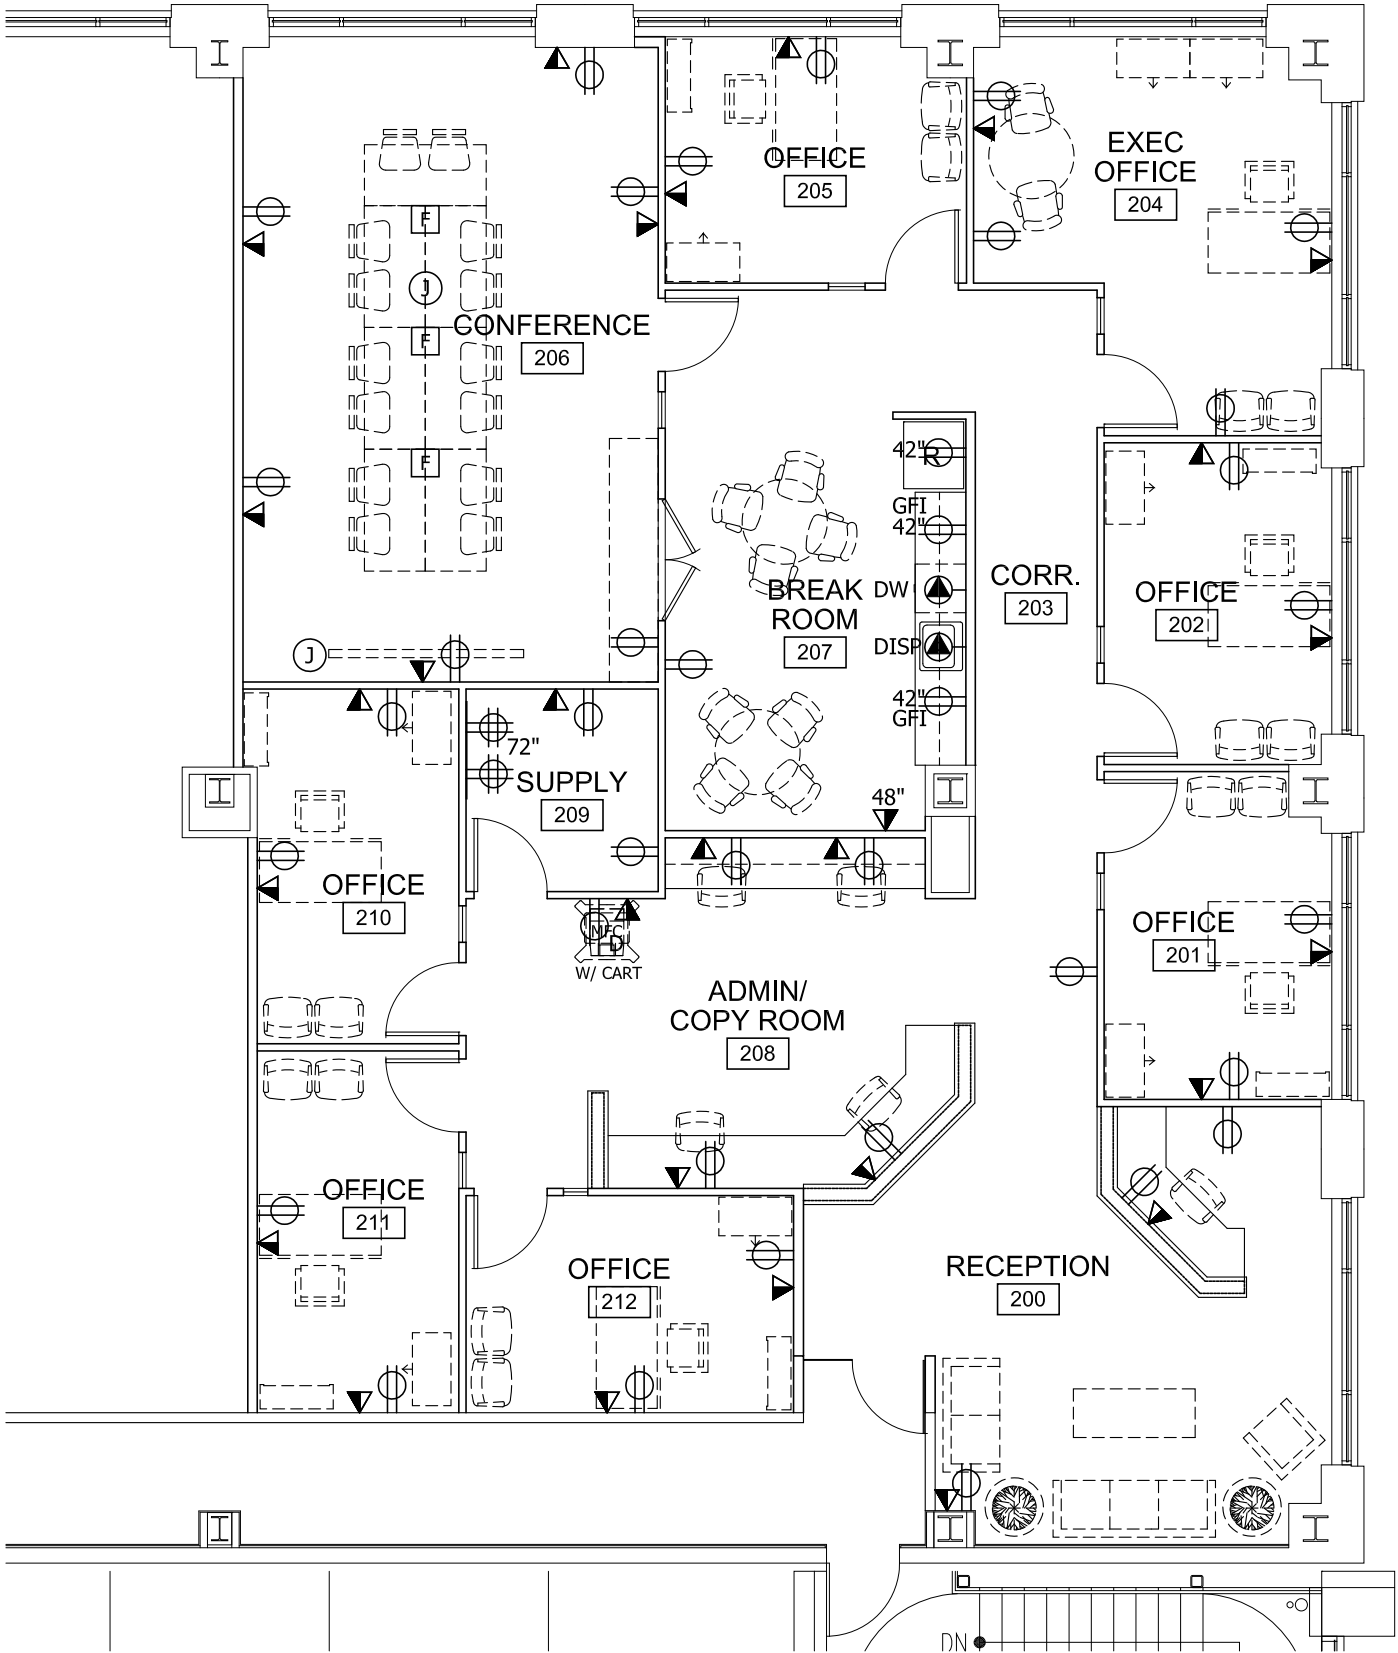 OFFICE
205
EXEC
OFFICE
204
F
J
CONFERENCE
206
F
F
42"
R
GFI
42"
BREAK
ROOM
207
DW
DISP
42"
GFI
CORR.
203
OFFICE
202
J
72"
SUPPLY
209
48"
OFFICE
210
MFC
D
W/ CART
OFFICE
201
ADMIN/
COPY ROOM
208
OFFICE
211
OFFICE
212
RECEPTION
200
DN